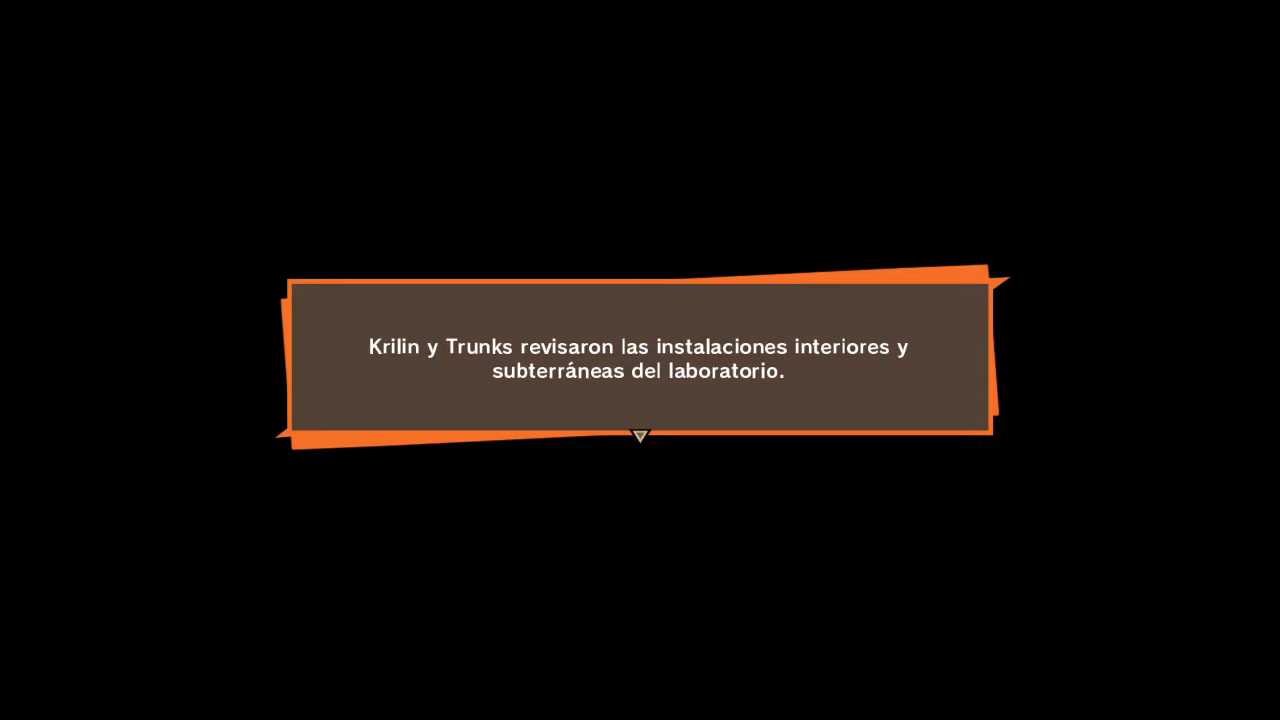 Krilin y Trunks revisaron las instalaciones interiores y
subterráneas del laboratorio.